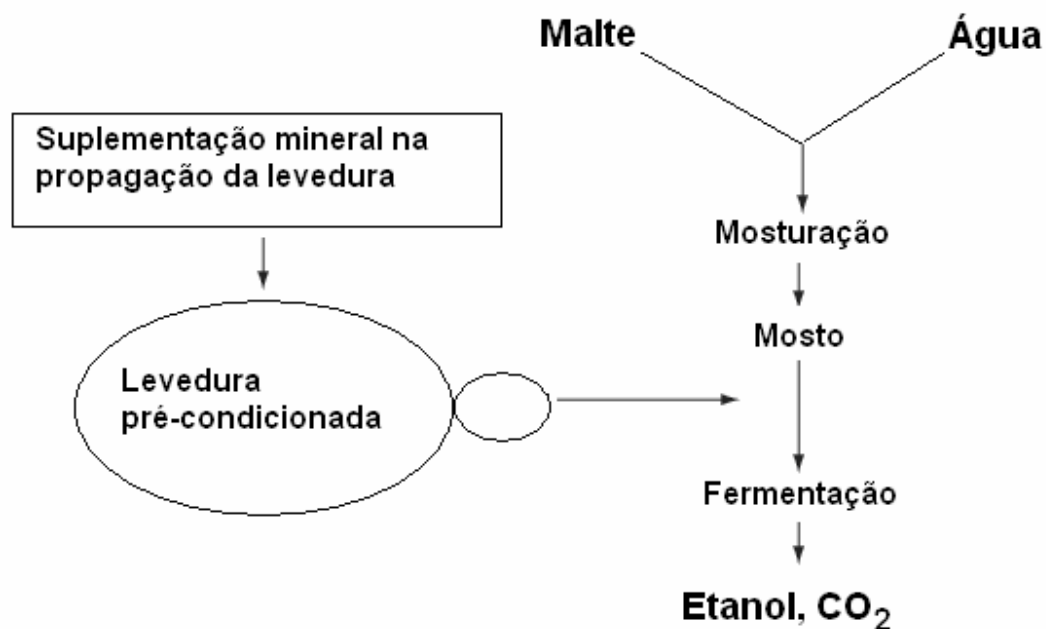 Malte
Água
Suplementação mineral na
propagação da levedura
Mosturação
Mosto
Levedura
pré-condicionada
Fermentação
Etanol, CO₂